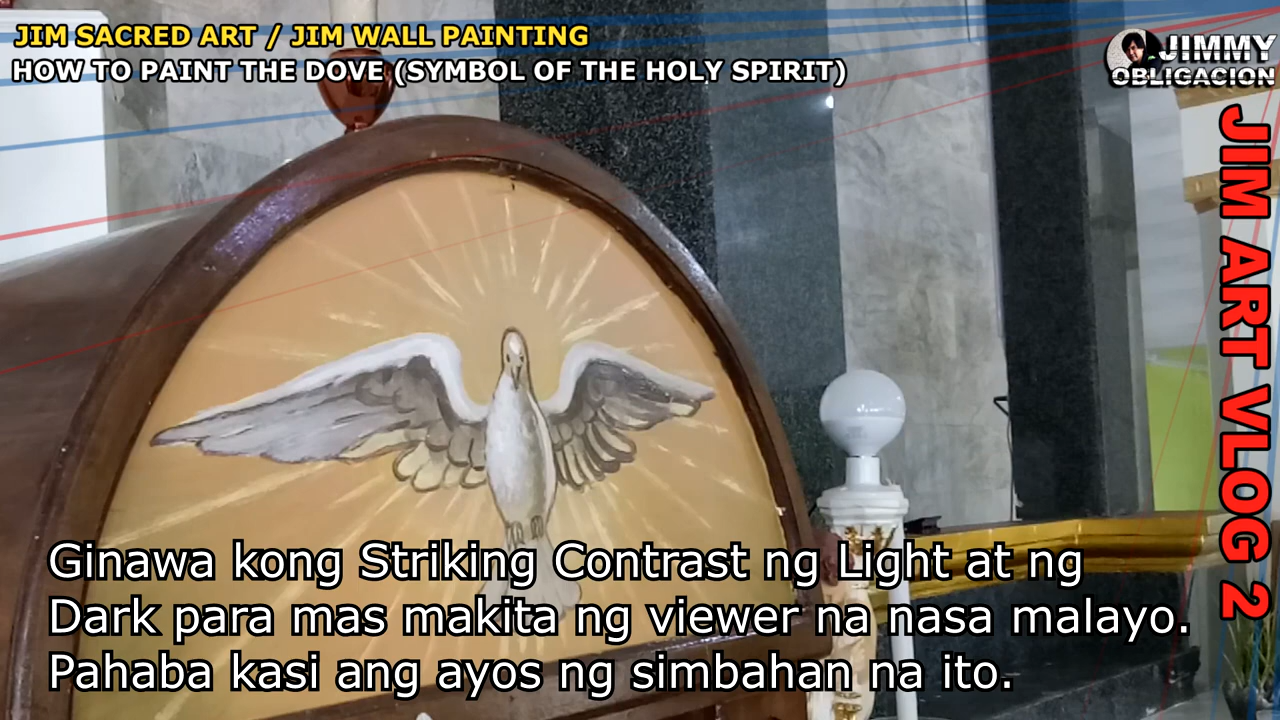 JIM SACRED ART / JIM WALL PAINTING
HOW TO PAINT THE DOVE (SYMBOL OF THE HOLY SPIRIT)
JIMMY
OBLIGACION
JIM ART VLOG 2
Ginawa kong Striking Contrast ng Light at ng
Dark para mas makita ng viewer na nasa malayo.
Pahaba kasi ang ayos ng simbahan na ito.